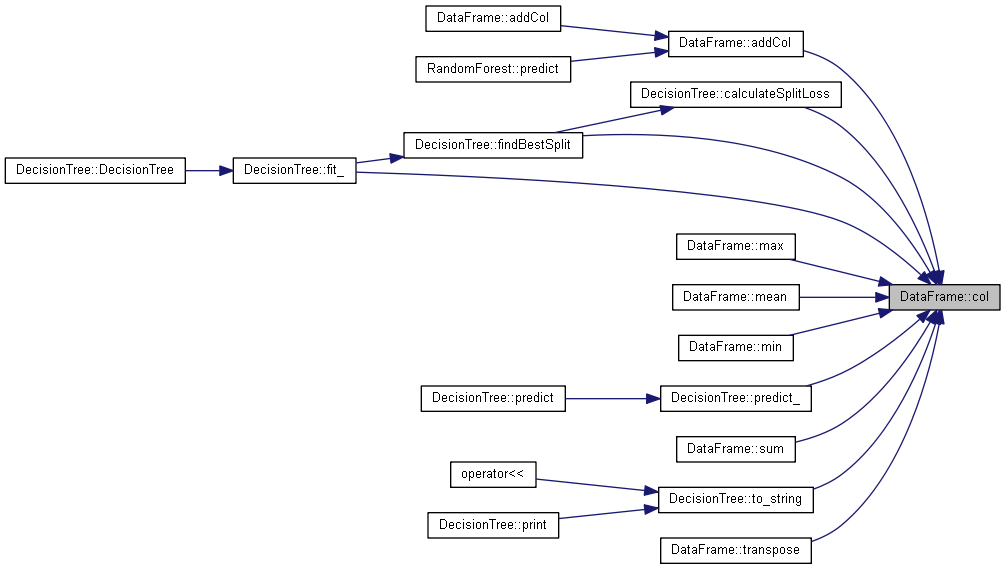 DataFrame::addCol
DataFrame::addCol
RandomForest::predict
DecisionTree::calculateSplitLoss
DecisionTree::findBestSplit
DecisionTree::DecisionTree
DecisionTree::fit_
DataFrame::max
DataFrame::mean
DataFrame::col
DataFrame::min
DecisionTree::predict
DecisionTree::predict_
DataFrame::sum
operator<<
DecisionTree::to_string
DecisionTree::print
DataFrame::transpose